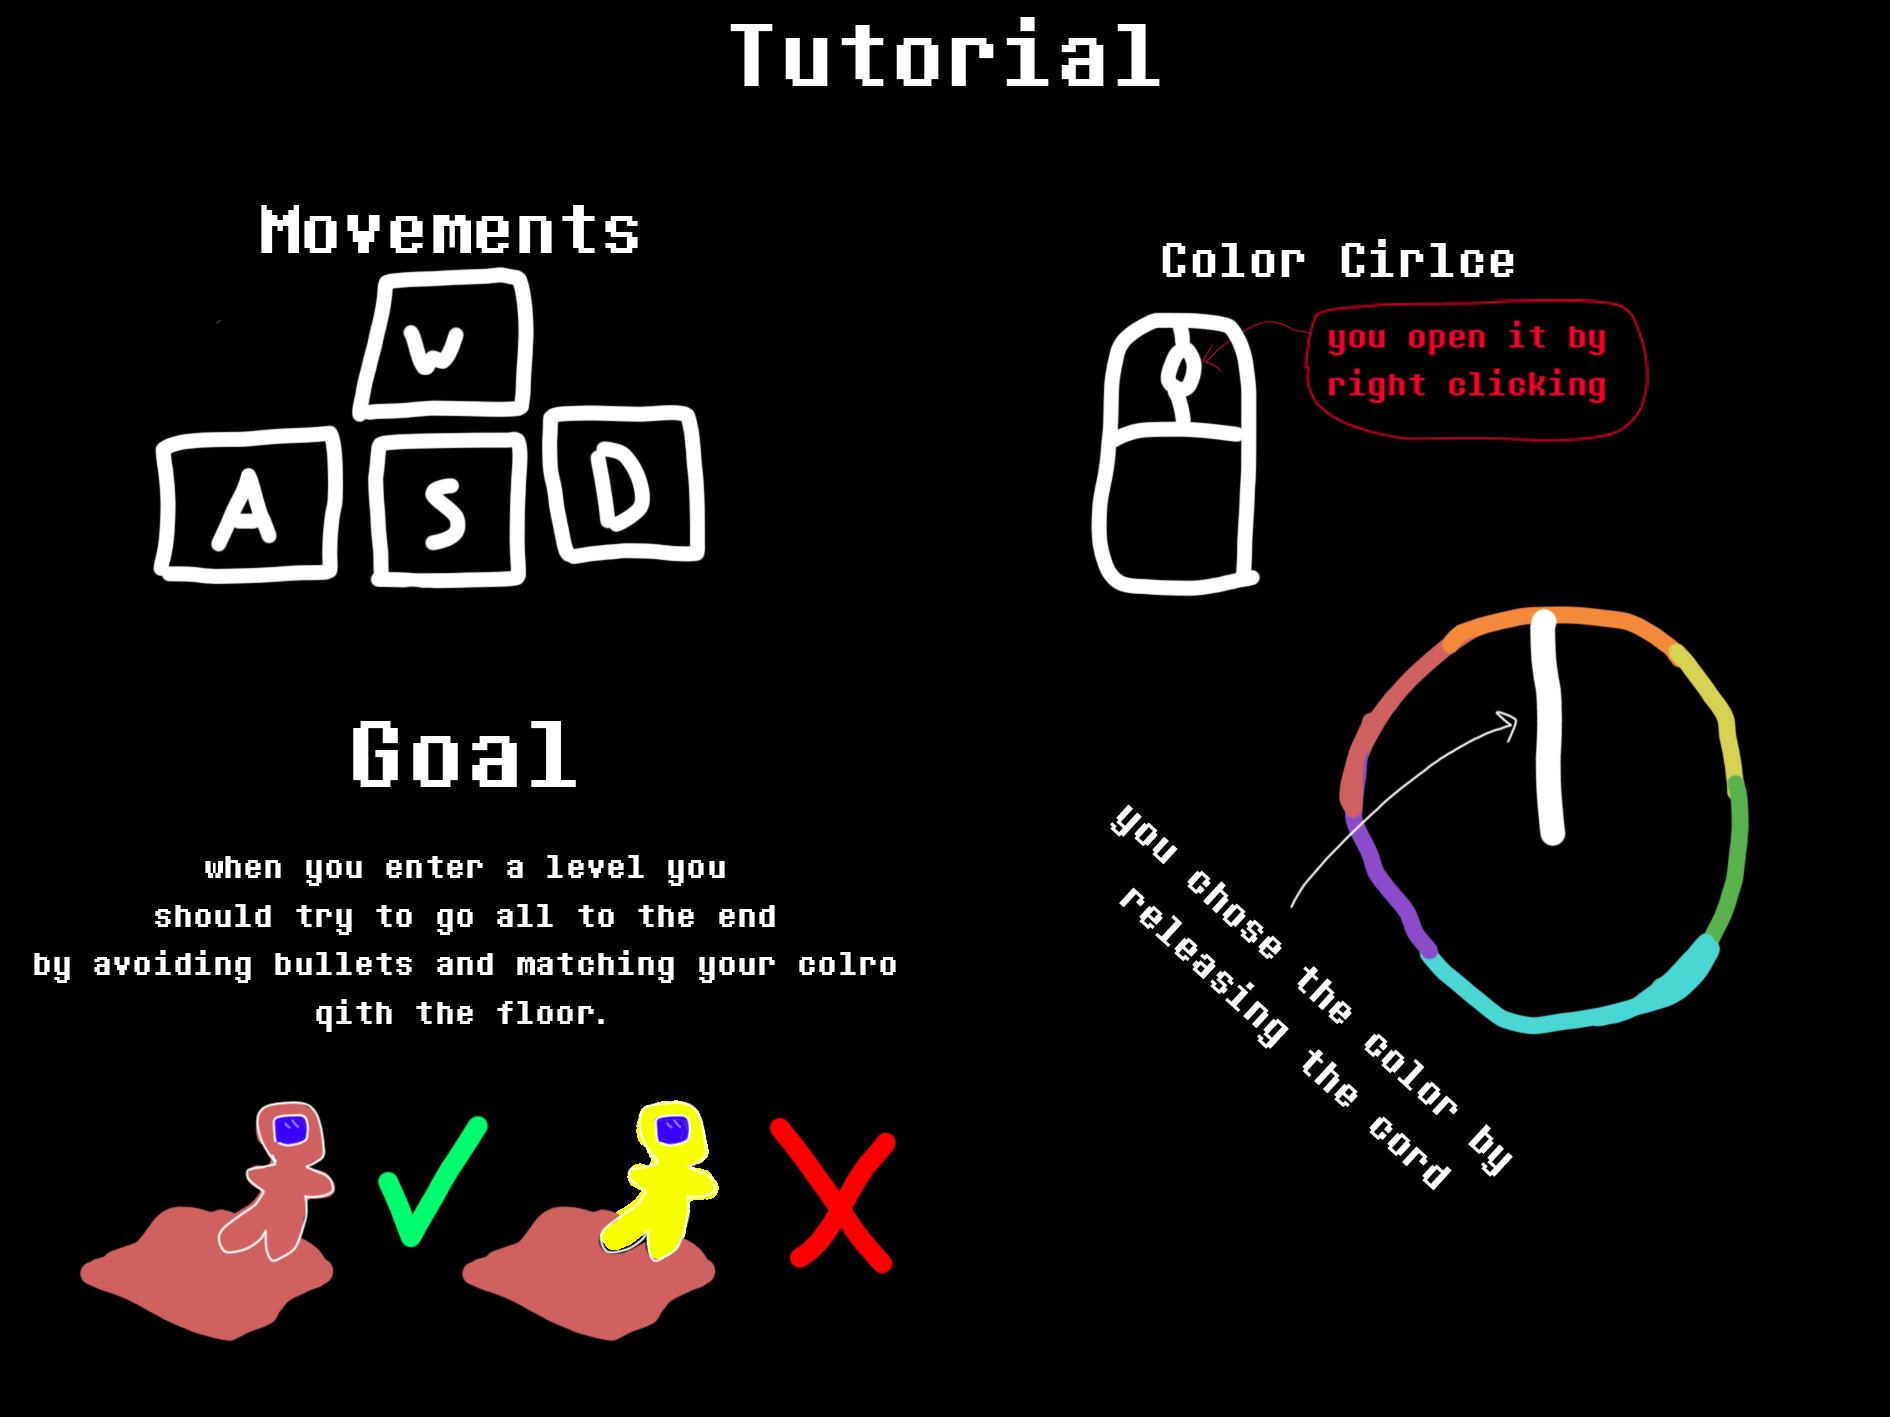 Tutorial
Movements
W
A S D
Color Cirlce
you open it by
right clicking
Goal
when you enter a level you
should try to go all to the end
by avoiding bullets and matching your colro
qith the floor.
you chose the color by
releasing the cord